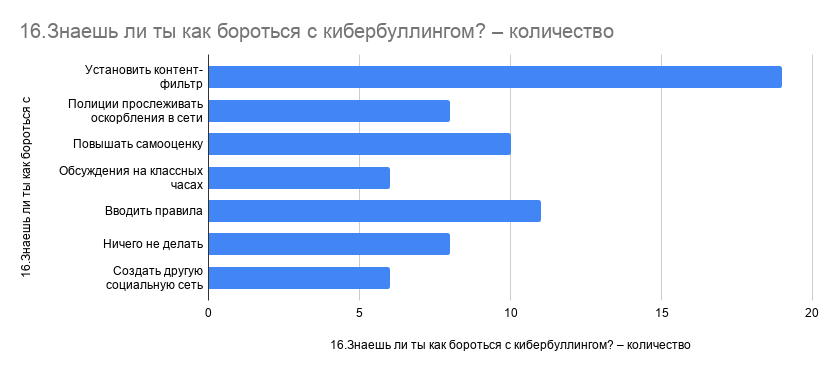 16.Знаешь ли ты как бороться с кибербуллингом? – количество
Установить контент-
фильтр
Полиции прослеживать
оскорбления в сети
Повышать самооценку
Обсуждения на классных
часах
Вводить правила
Ничего не делать
Создать другую
социальную сеть
16.Знаешь ли ты как бороться с
0 5 10 15 20
16.Знаешь ли ты как бороться с кибербуллингом? – количество